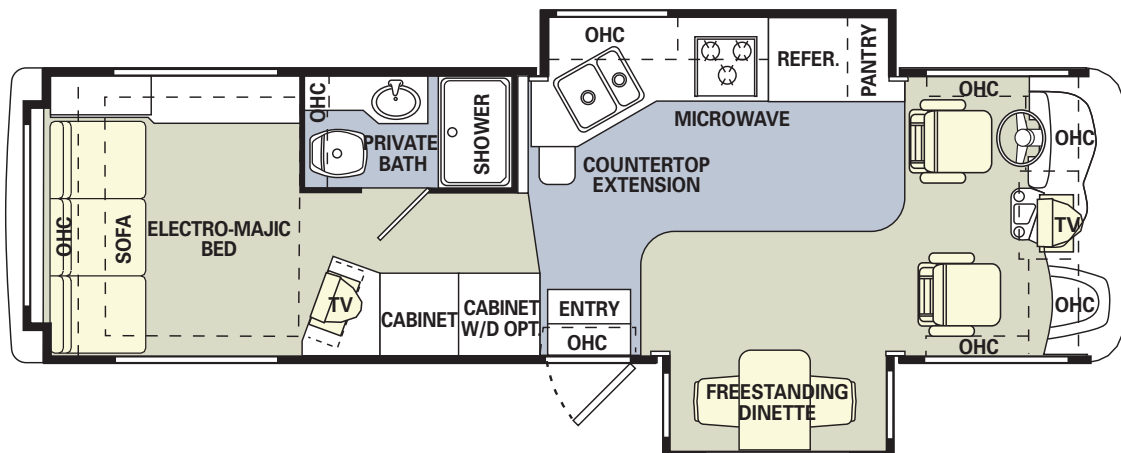 OHC
REFER.
PANTRY
MICROWAVE
OHC
OHC
TV
OHC
OHC
OHC
PRIVATE
BATH
SHOWER
COUNTERTOP
EXTENSION
OHC
SOFA
ELECTRO-MAJIC
BED
TV
CABINET
CABINET
W/D OPT.
ENTRY
OHC
FREESTANDING
DINETTE